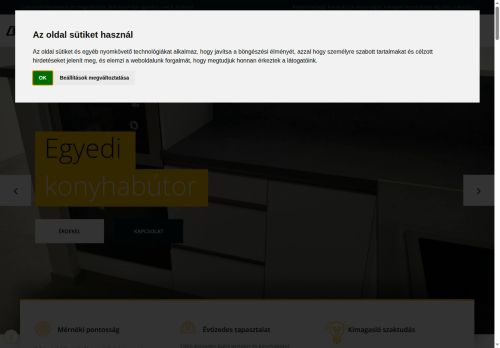 Az oldal sütiket használ
Az oldal sütiket és egyéb nyomkövető technológiákat alkalmaz, hogy javítsa a böngészési élményét, azzal hogy személyre szabott tartalmakat és célzott
hirdetéseket jelenít meg, és elemzi a weboldalunk forgalmát, hogy megtudjuk honnan érkeztek a látogatóink.
OK
Beállítások megváltoztatása
Egyedi
konyhabútor
ÉRDEKEL
KAPCSOLAT
Mérnöki pontosság
Évtizedes tapasztalat
Kimagasló szaktudás